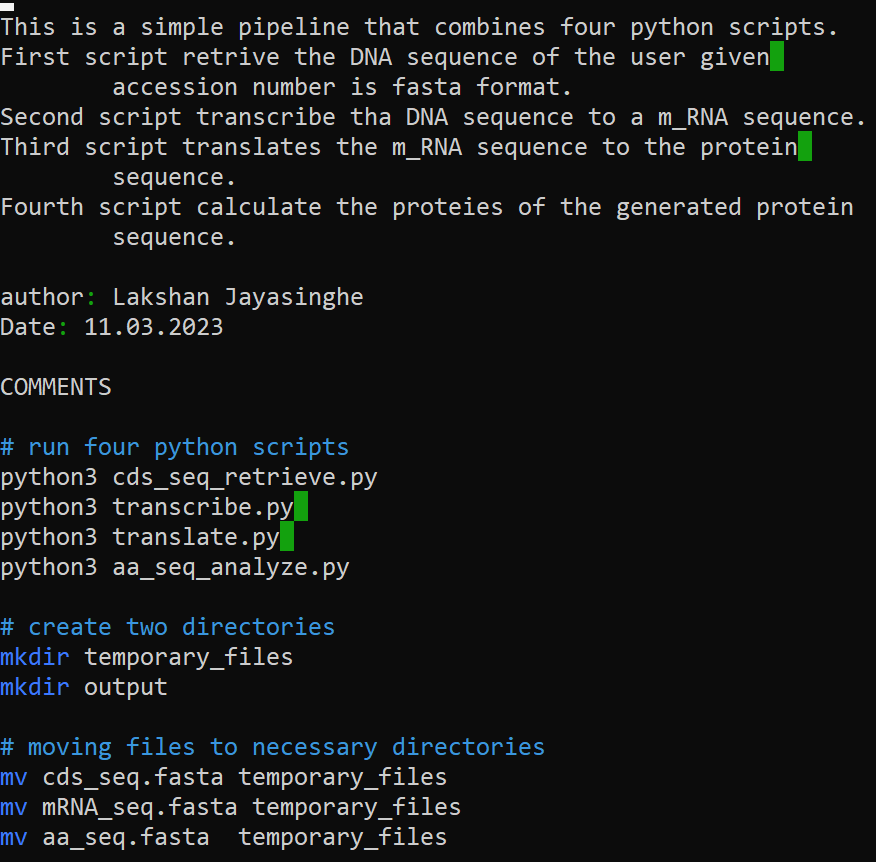 This is a simple pipeline that combines four python scripts.
First script retrive the DNA sequence of the user given
accession number is fasta format.
Second script transcribe tha DNA sequence to a m_RNA sequence.
Third script translates the m_RNA sequence to the protein
sequence.
Fourth script calculate the proteies of the generated protein
sequence.
author: Lakshan Jayasinghe
Date: 11.03.2023
COMMENTS
# run four python scripts
python3 cds_seq_retrieve.py
python3 transcribe.py
python3 translate.py
python3 aa_seq_analyze.py
# create two directories
mkdir temporary_files
mkdir output
# moving files to necessary directories
mv cds_seq.fasta temporary_files
mv mRNA_seq.fasta temporary_files
mv aa_seq.fasta  temporary_files